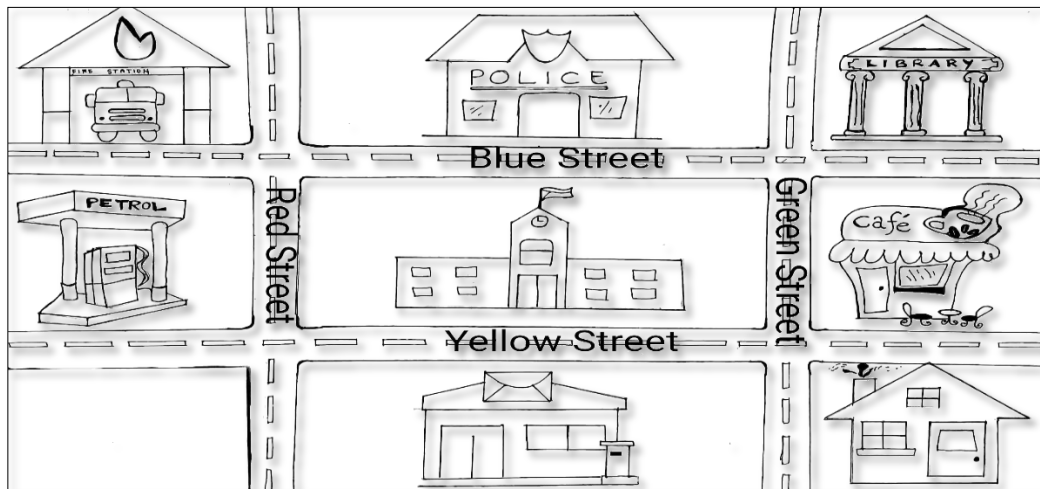 FIRE STATION
POLICE
LIBRARY
Blue Street
PETROL
Red Street
Green Street
café
Yellow Street